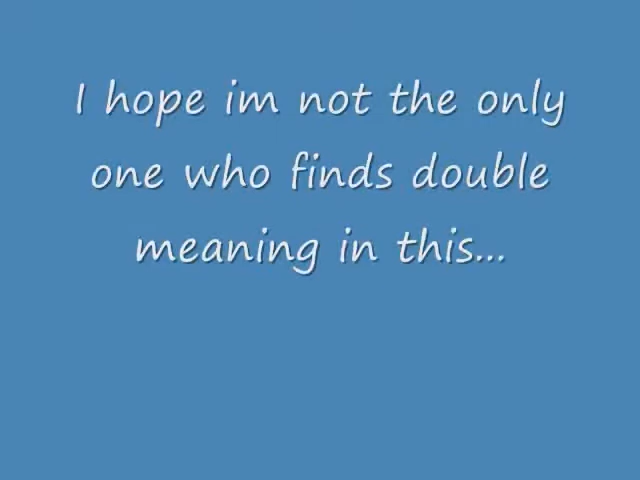 I hope im not the only
one who finds double
meaning in this...